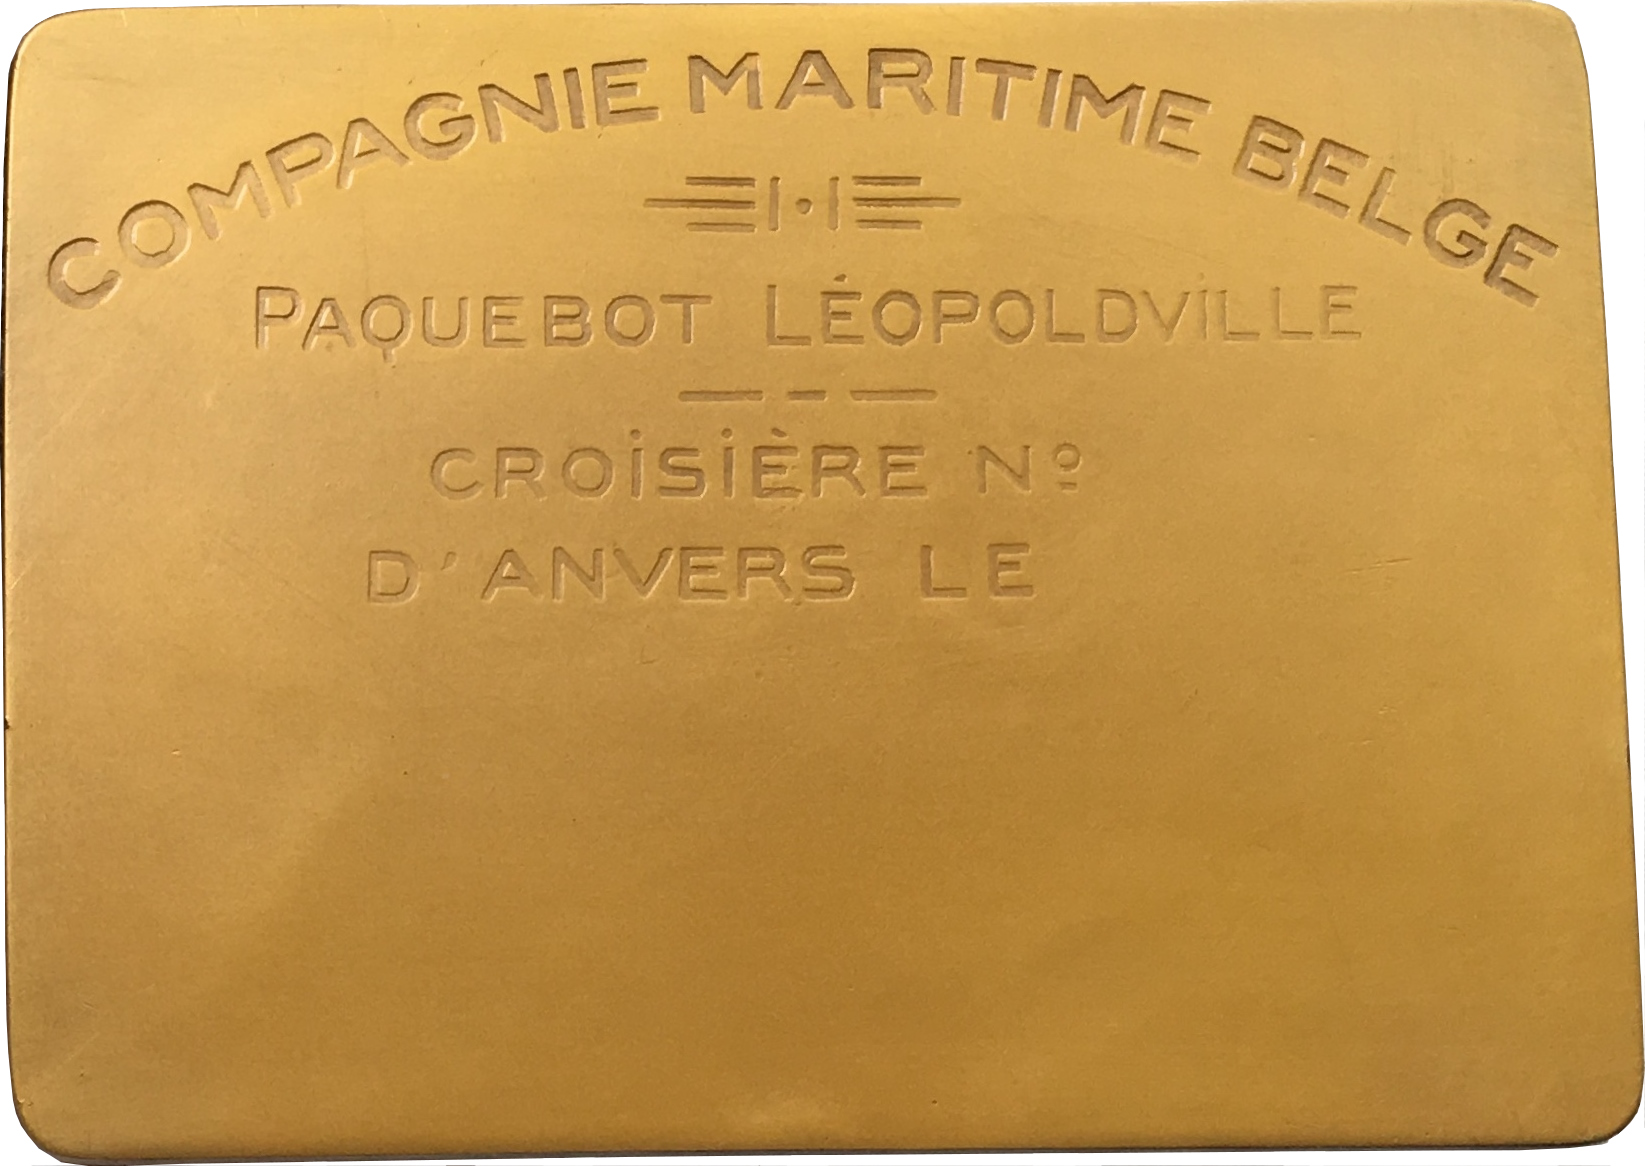 COMPAGNIE MARITIME BELGE
PAQUEBOT LÉOPOLDVILLE
CROISIÈRE Nº
D'ANVERS LE